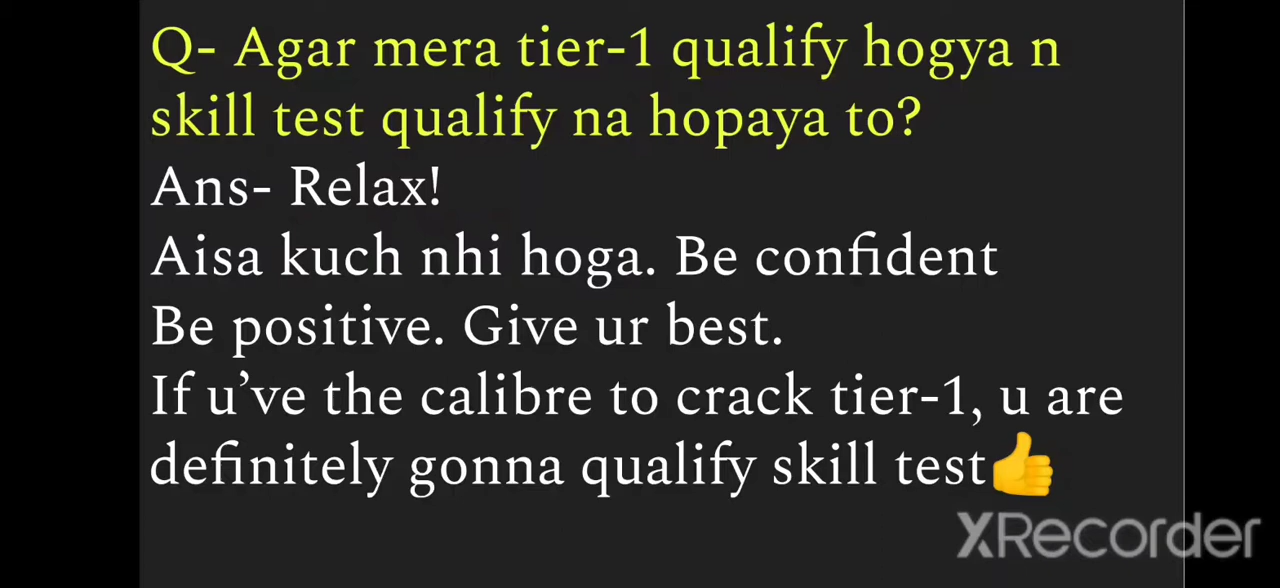 Q- Agar mera tier-1 qualify hogya n
skill test qualify na hopaya to?
Ans- Relax!
Aisa kuch nhi hoga. Be confident
Be positive. Give ur best.
If u’ve the calibre to crack tier-1, u are
definitely gonna qualify skill test👍
XRecorder